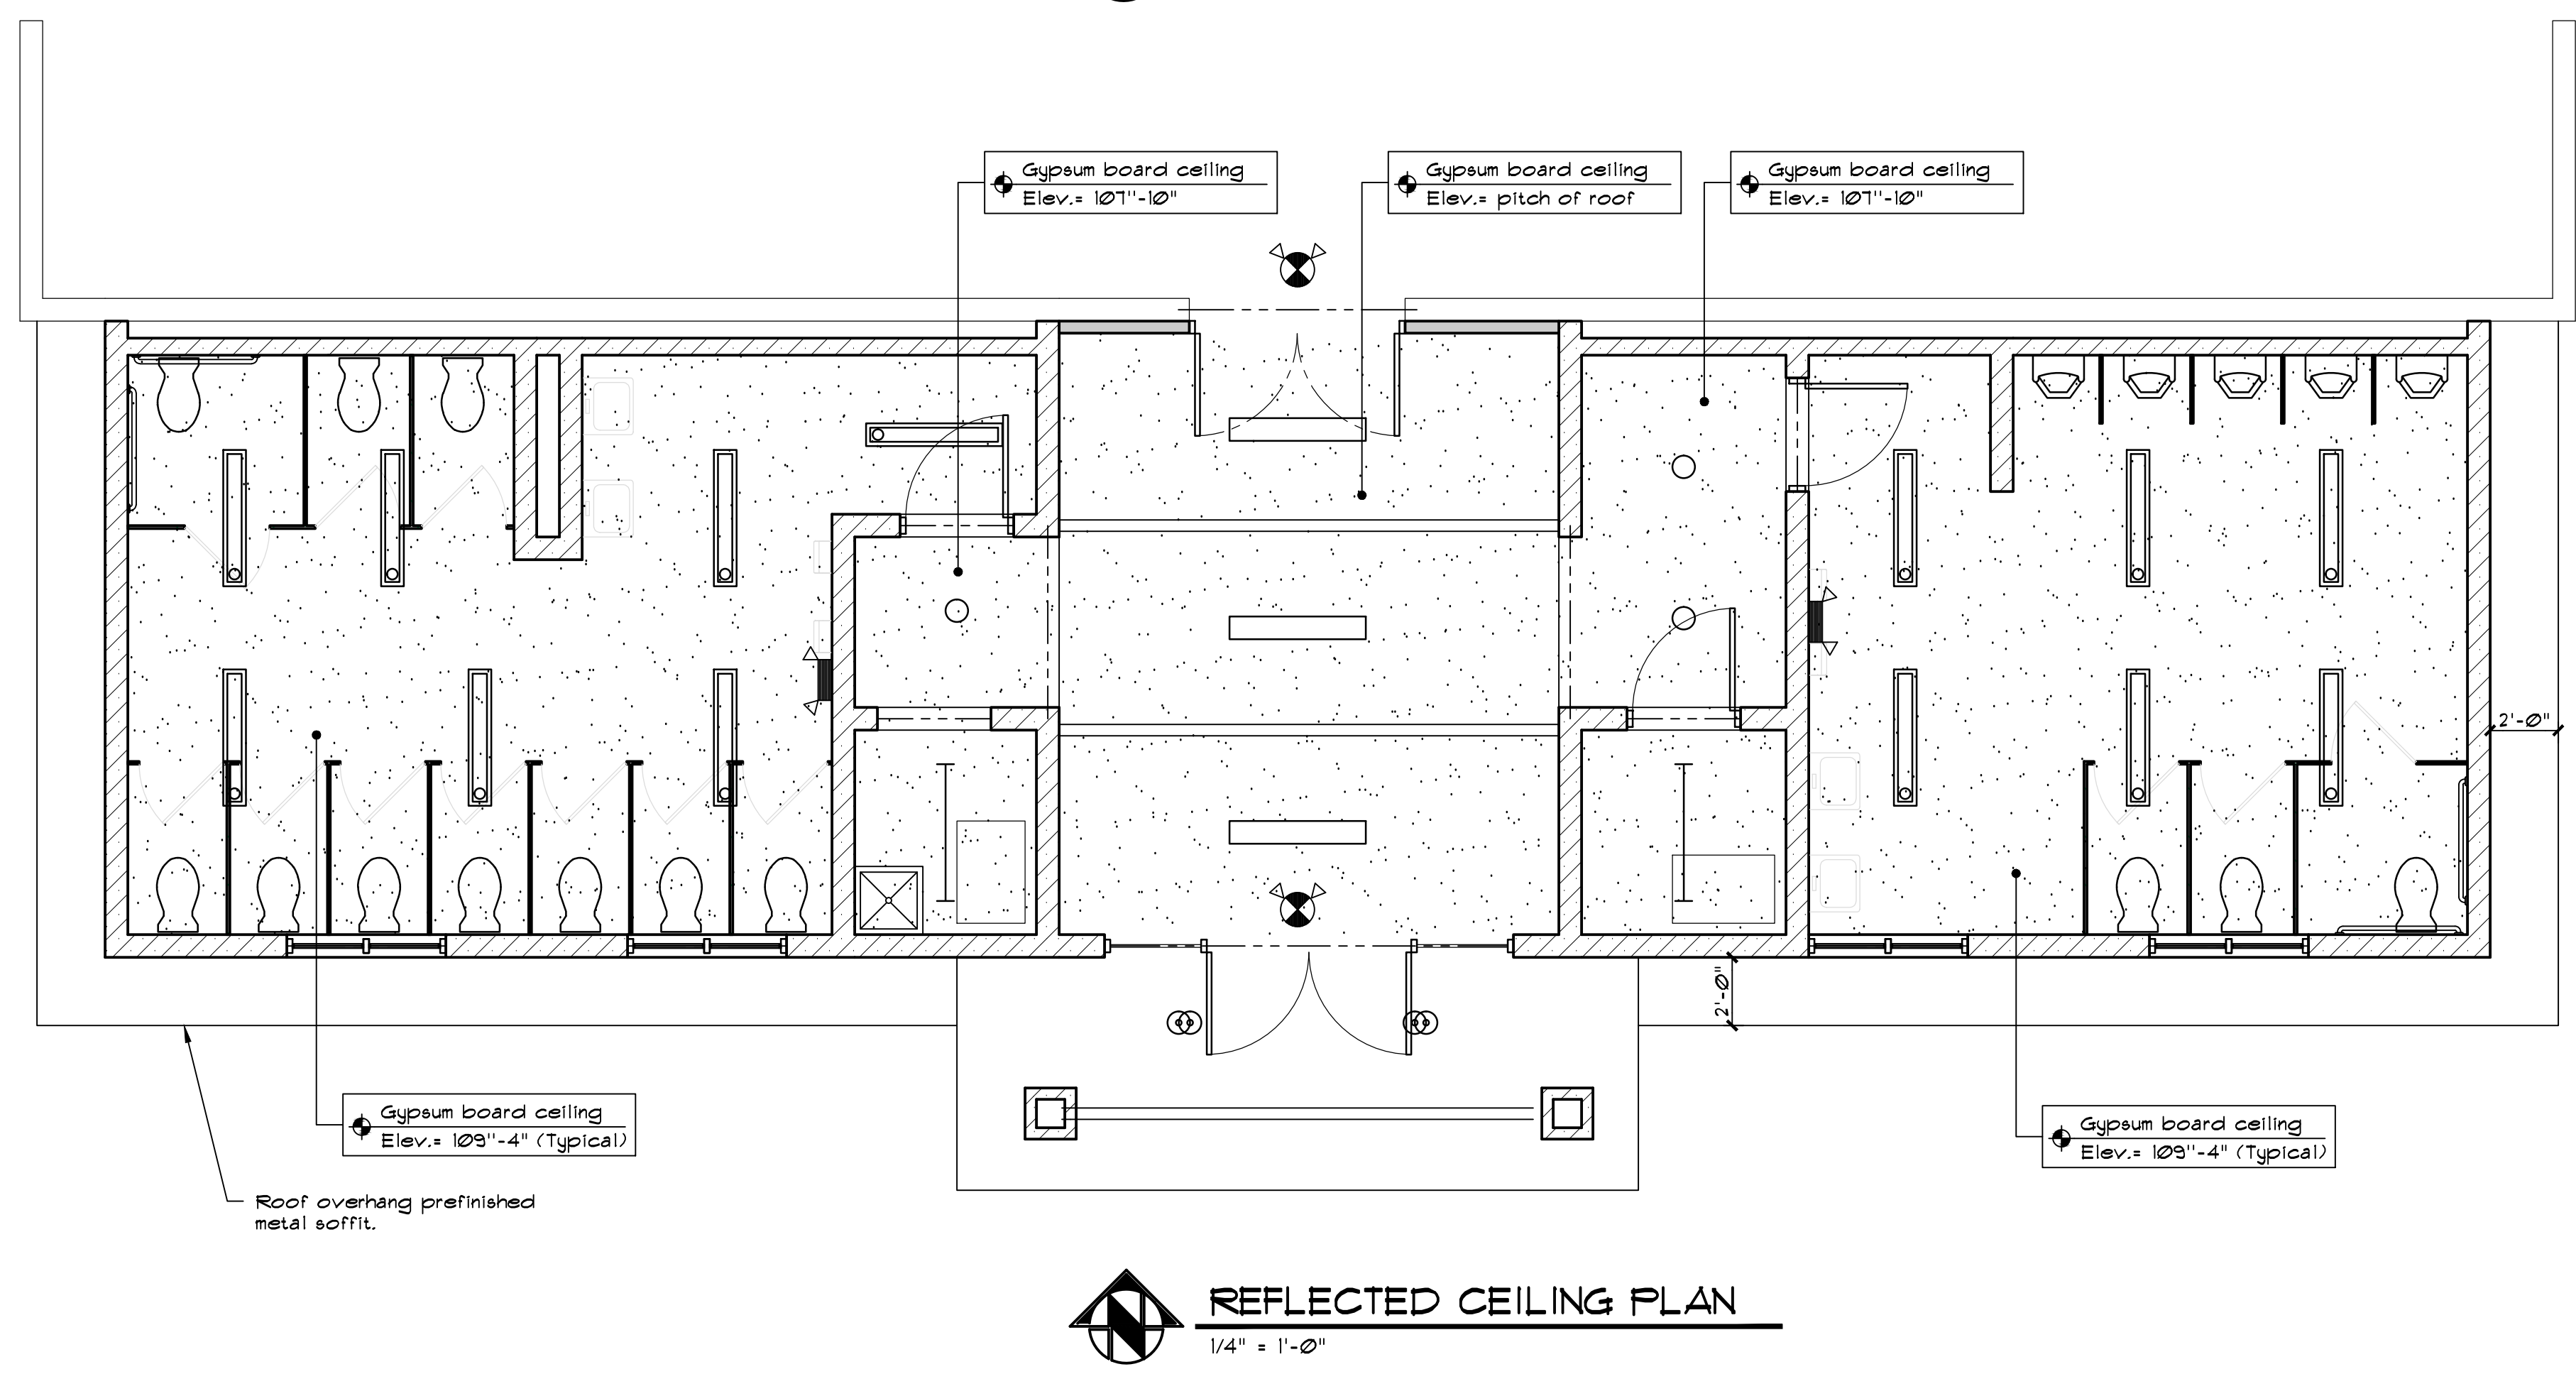 Gypsum board ceiling
Elev.= 107''-10"
Gypsum board ceiling
Elev.= pitch of roof
Gypsum board ceiling
Elev.= 107''-10"
2'-0"
2'-0"
Gypsum board ceiling
Elev.= 109''-4" (Typical)
Gypsum board ceiling
Elev.= 109''-4" (Typical)
Roof overhang prefinished
metal soffit.
N
REFLECTED CEILING PLAN
1/4" = 1'-0"